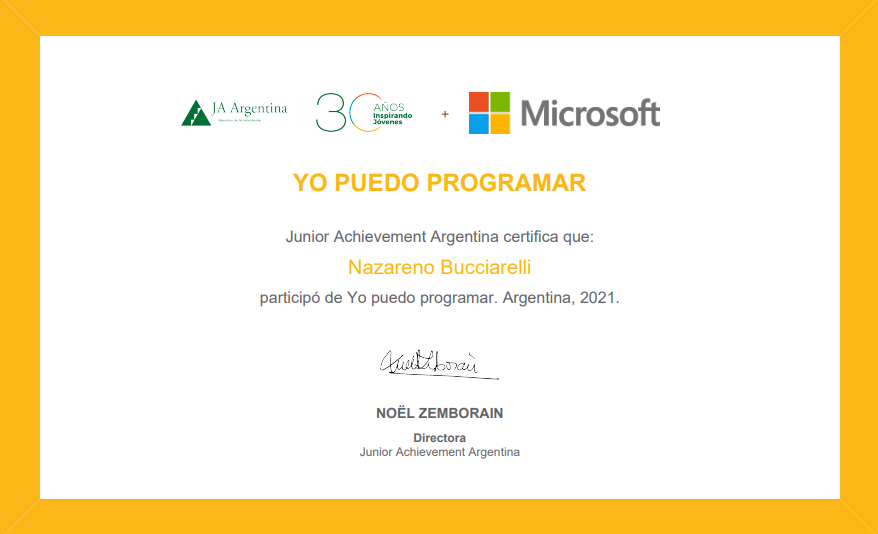 JA Argentina
30 AÑOS
Inspirando
Jóvenes
+
Microsoft
YO PUEDO PROGRAMAR
Junior Achievement Argentina certifica que:
Nazareno Bucciarelli
participó de Yo puedo programar. Argentina, 2021.
NOËL ZEMBORAIN
Directora
Junior Achievement Argentina